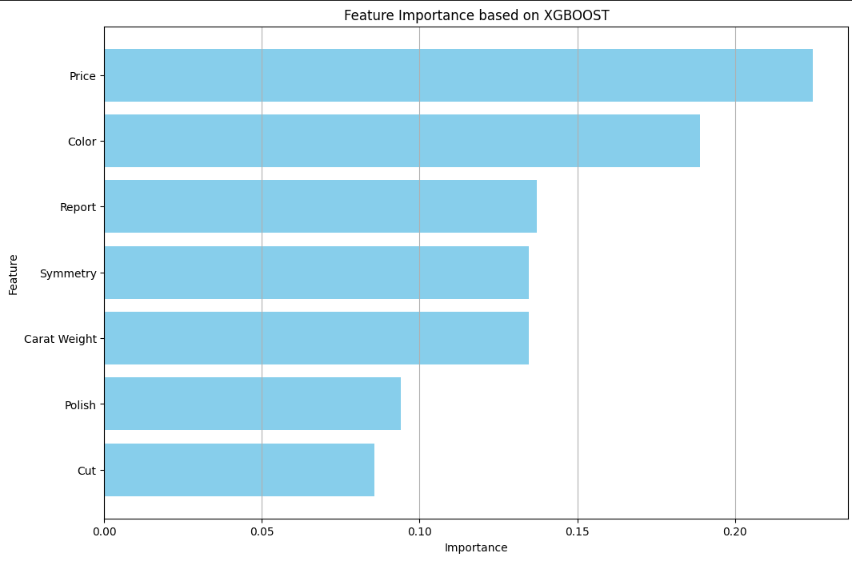 Feature Importance based on XGBOOST
Price
Color
Report
Symmetry
Carat Weight
Polish
Cut
Feature
0.00 0.05 0.10 0.15 0.20
Importance